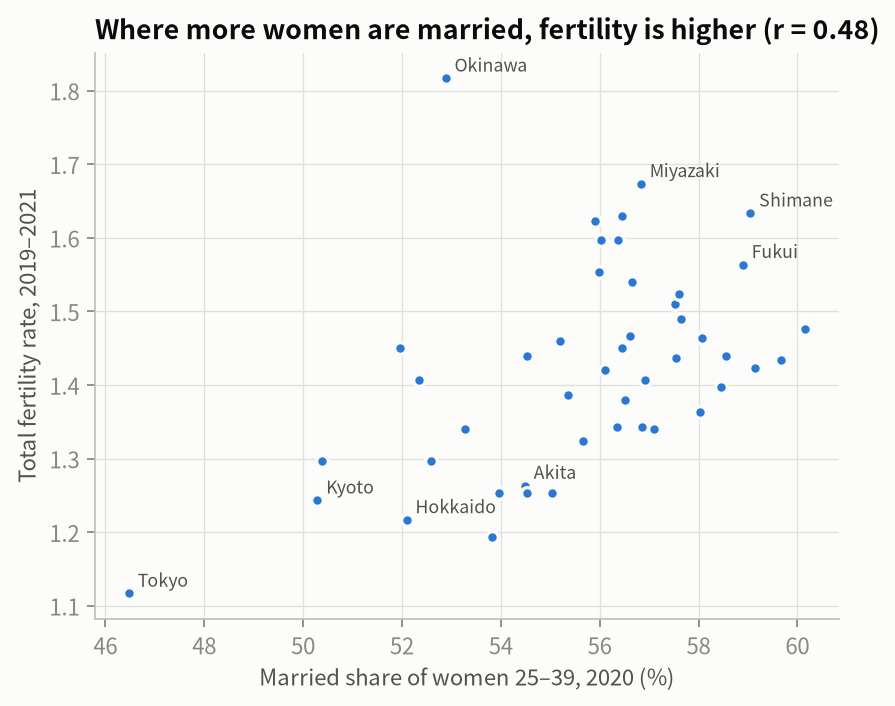 Where more women are married, fertility is higher (r = 0.48)
Total fertility rate, 2019–2021
1.8
1.7
1.6
1.5
1.4
1.3
1.2
1.1
Okinawa
Miyazaki
Shimane
Fukui
Akita
Kyoto
Hokkaido
Tokyo
46 48 50 52 54 56 58 60
Married share of women 25–39, 2020 (%)